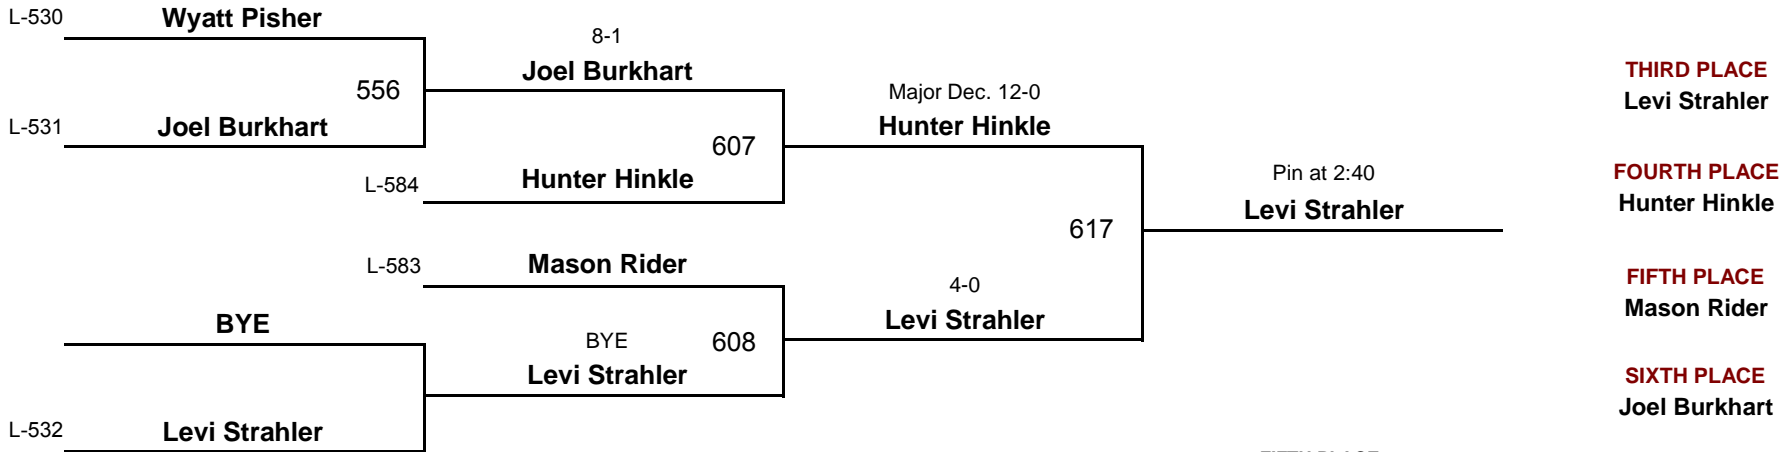 L-530
Wyatt Pisher
8-1
Joel Burkhart
556
L-531
Joel Burkhart
Major Dec. 12-0
Hunter Hinkle
607
L-584
Hunter Hinkle
Pin at 2:40
Levi Strahler
617
L-583
Mason Rider
4-0
Levi Strahler
BYE
BYE
608
Levi Strahler
L-532
Levi Strahler
THIRD PLACE
Levi Strahler
FOURTH PLACE
Hunter Hinkle
FIFTH PLACE
Mason Rider
SIXTH PLACE
Joel Burkhart